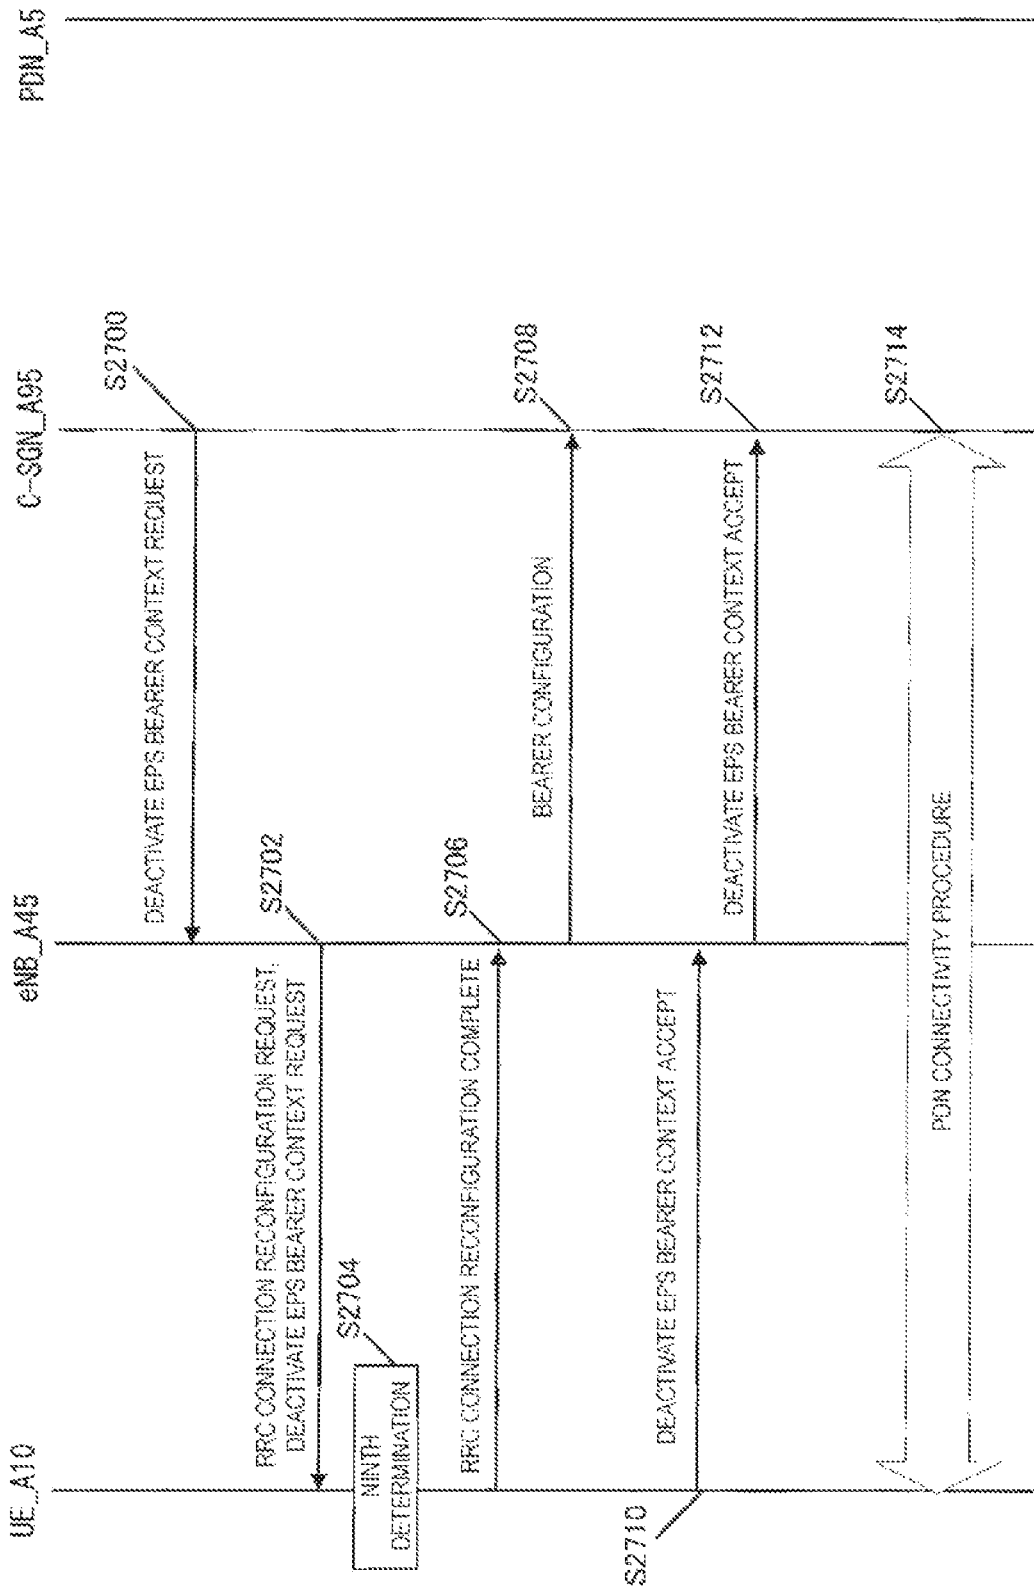 UE_A10
eNB_A45
C-SGN_A95
PDN_A5
DEACTIVATE EPS BEARER CONTEXT REQUEST
S2700
RRC CONNECTION RECONFIGURATION REQUEST,
DEACTIVATE EPS BEARER CONTEXT REQUEST
S2702
NINTH
DETERMINATION
S2704
RRC CONNECTION RECONFIGURATION COMPLETE
S2706
BEARER CONFIGURATION
S2708
DEACTIVATE EPS BEARER CONTEXT ACCEPT
S2710
DEACTIVATE EPS BEARER CONTEXT ACCEPT
S2712
PDN CONNECTIVITY PROCEDURE
S2714